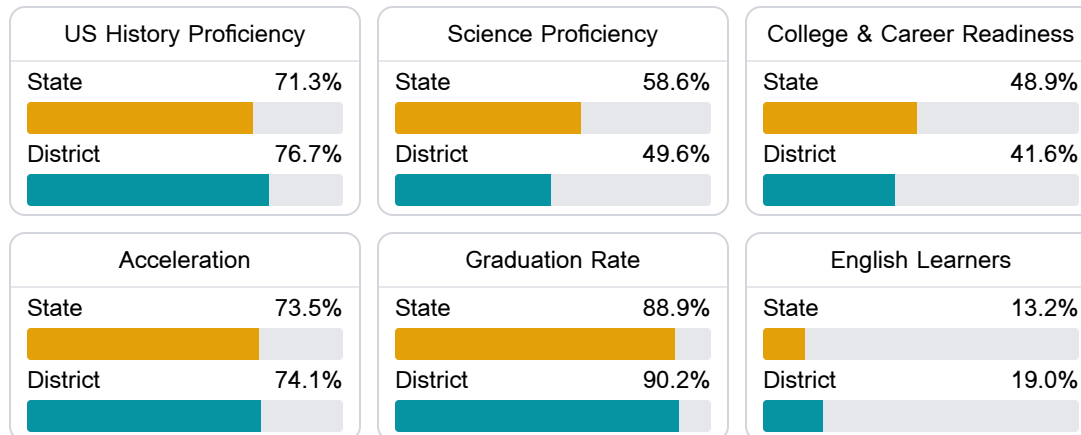 US History Proficiency
State 71.3%
District 76.7%
Science Proficiency
State 58.6%
District 49.6%
College & Career Readiness
State 48.9%
District 41.6%
Acceleration
State 73.5%
District 74.1%
Graduation Rate
State 88.9%
District 90.2%
English Learners
State 13.2%
District 19.0%